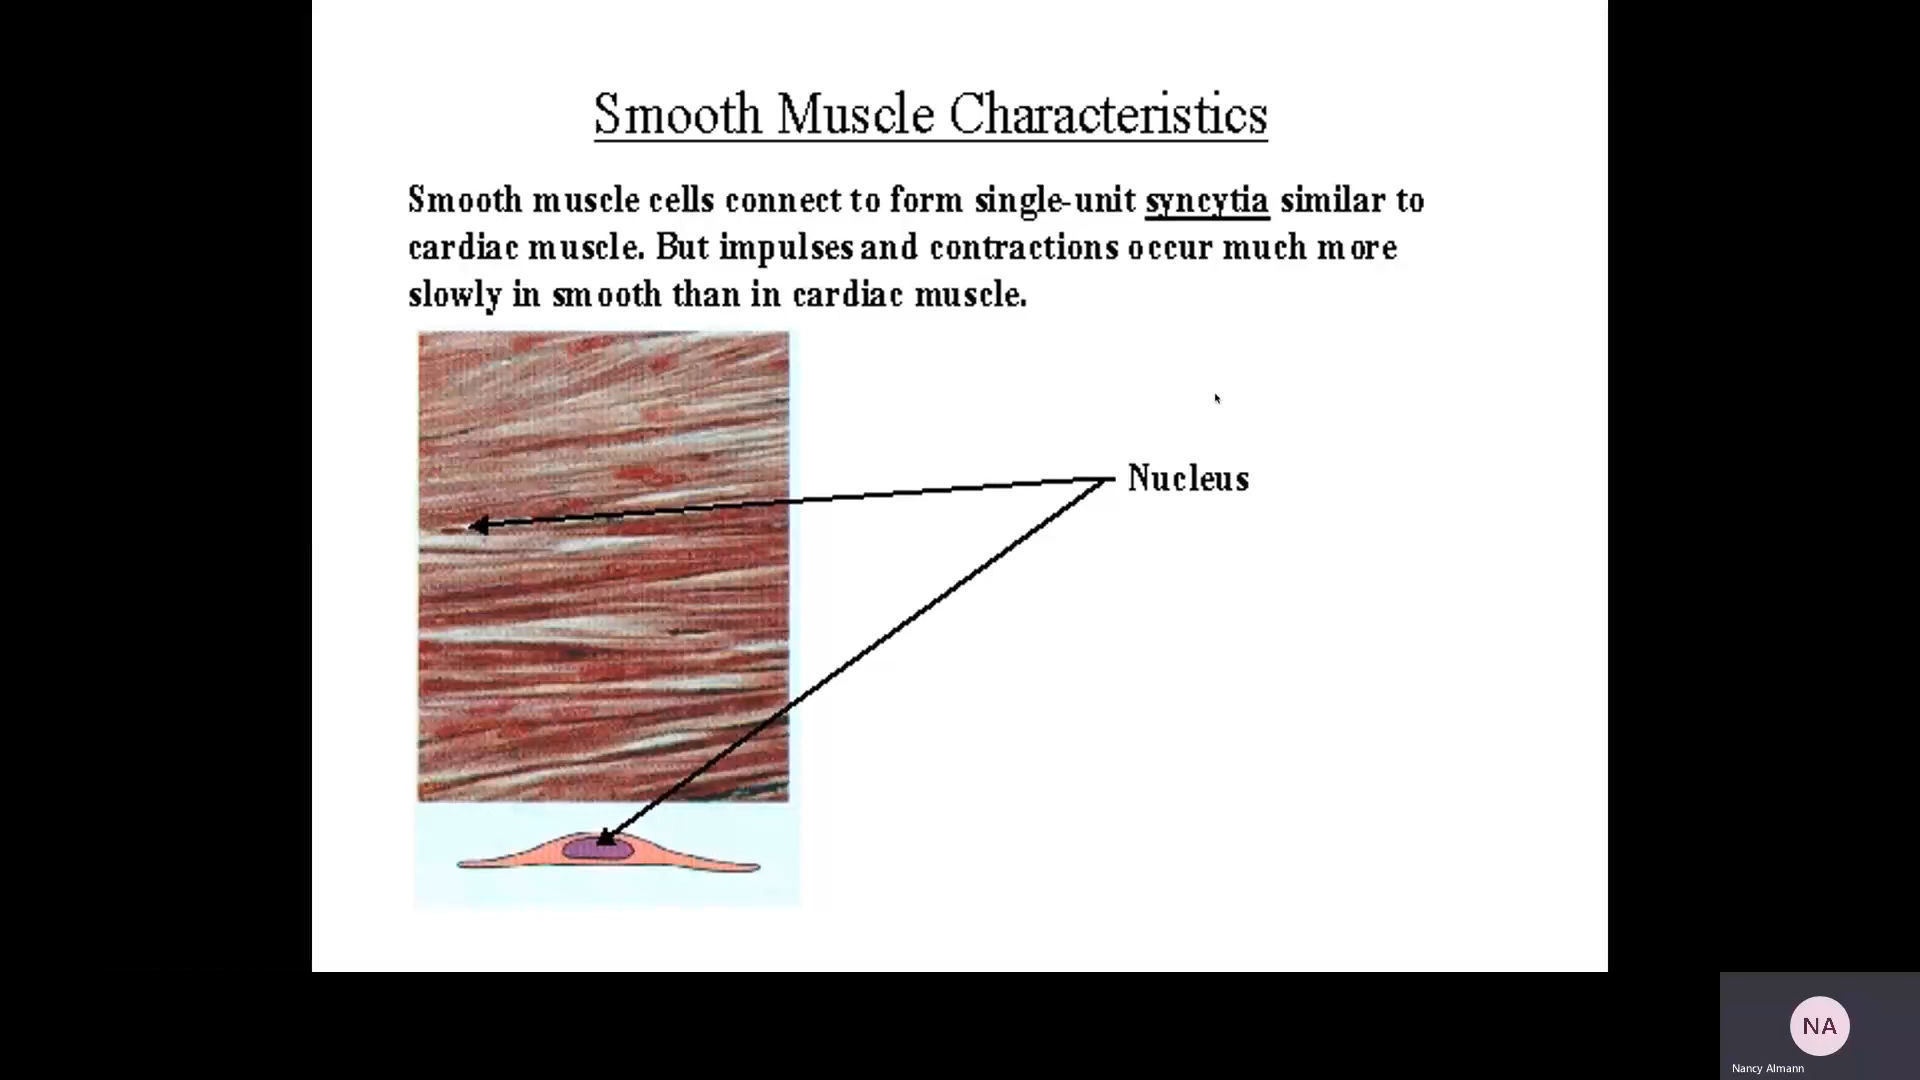 Smooth Muscle Characteristics
Smooth muscle cells connect to form single-unit syncytia similar to
cardiac muscle. But impulses and contractions occur much more
slowly in smooth than in cardiac muscle.
Nucleus
NA
Nancy Almann